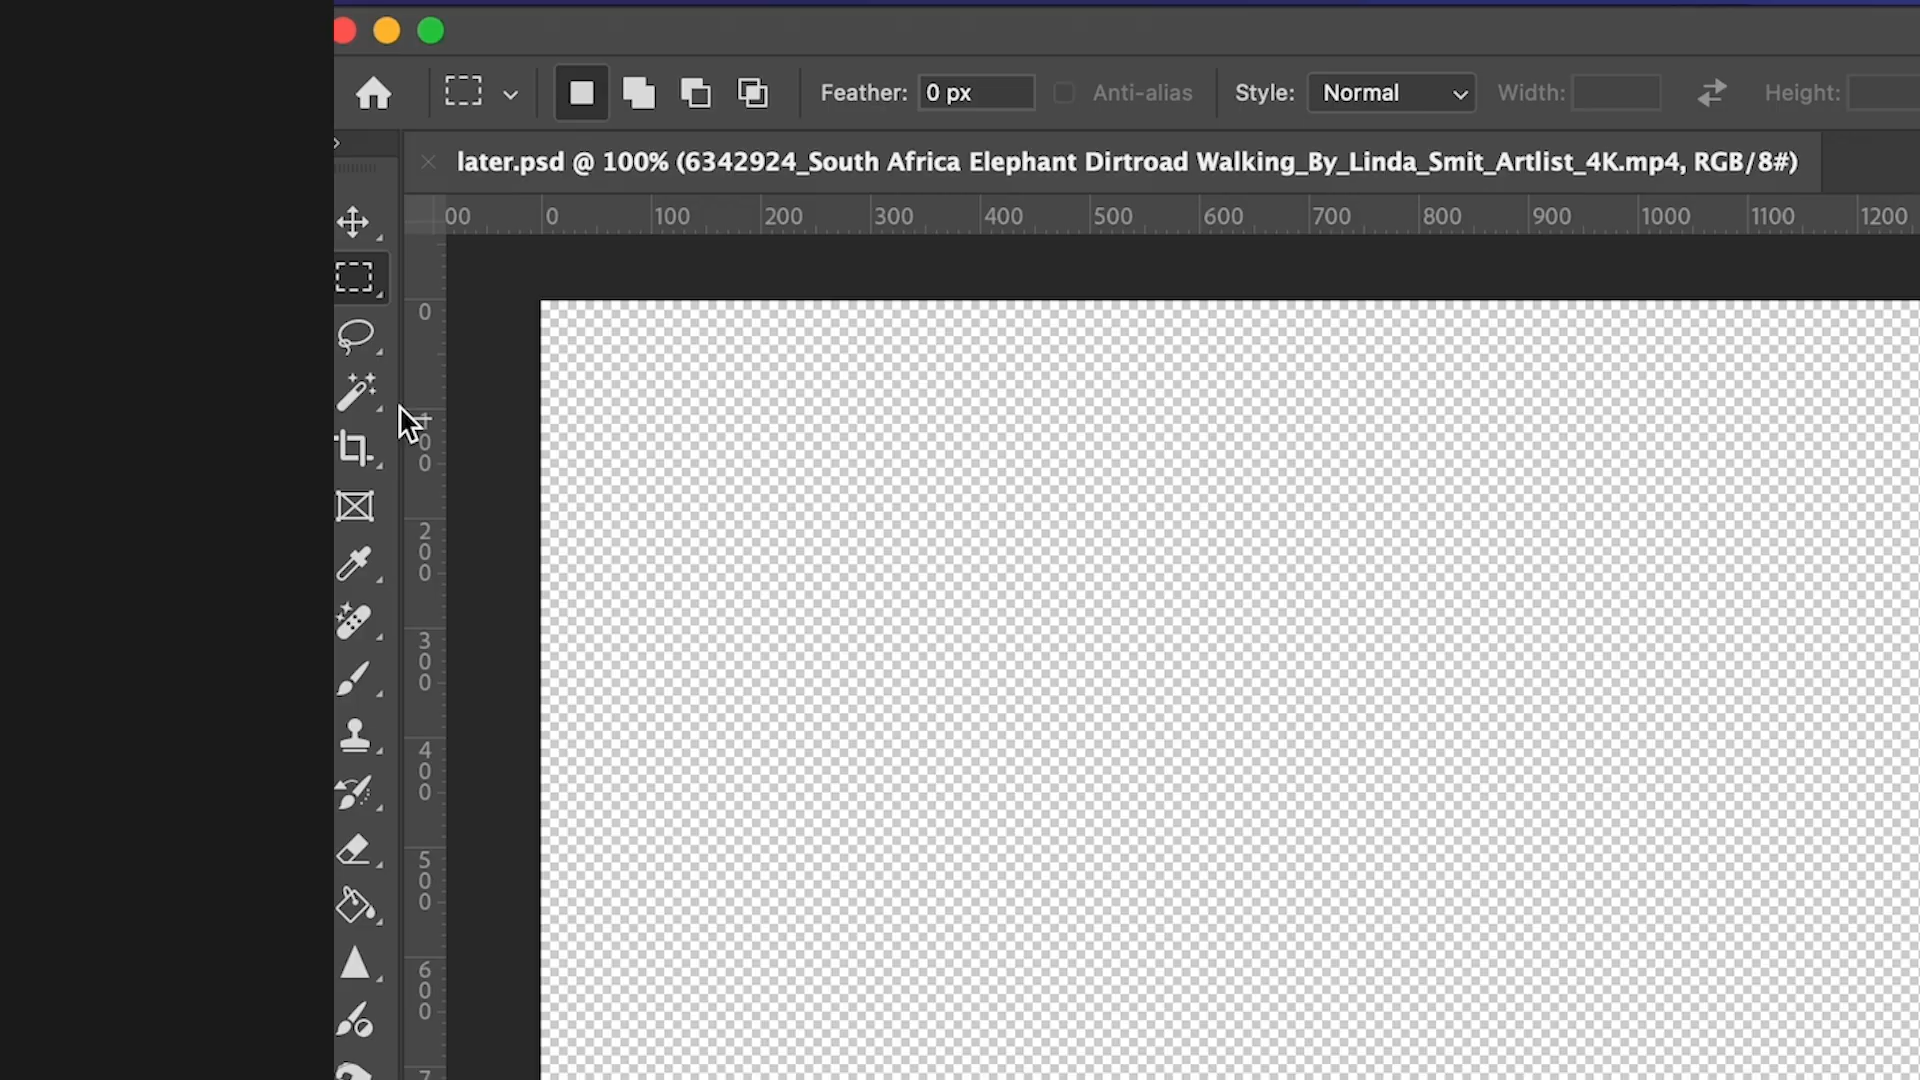 Feather: 0 px Anti-alias Style: Normal Width: Height:
later.psd @ 100% (6342924_South Africa Elephant Dirtroad Walking_By_Linda_Smit_Artlist_4K.mp4, RGB/8#)
00 0 100 200 300 400 500 600 700 800 900 1000 1100 1200
0
100
200
300
400
500
600
7